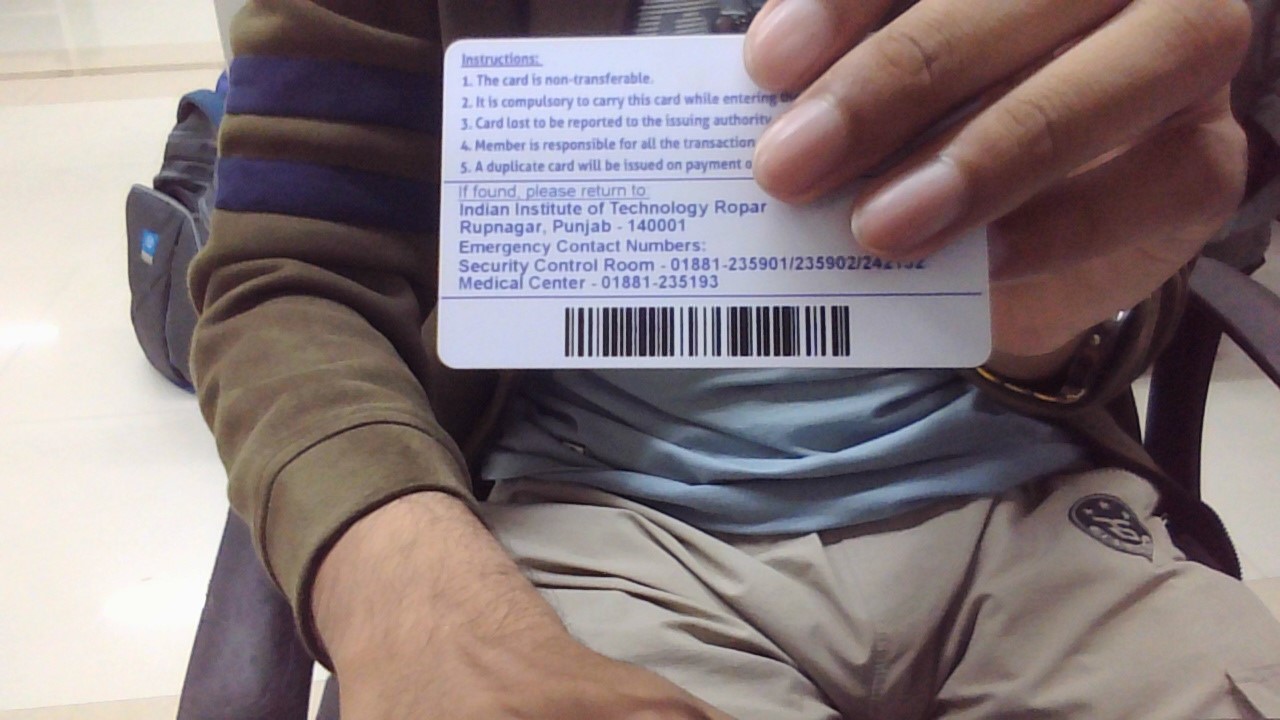 Instructions:
1. The card is non-transferable.
2. It is compulsory to carry this card while entering
3. Card lost to be reported to the issuing authority
4. Member is responsible for all the transaction
5. A duplicate card will be issued on payment
If found, please return to:
Indian Institute of Technology Ropar
Rupnagar, Punjab - 140001
Emergency Contact Numbers:
Security Control Room - 01881-235901/235902/
Medical Center - 01881-235193